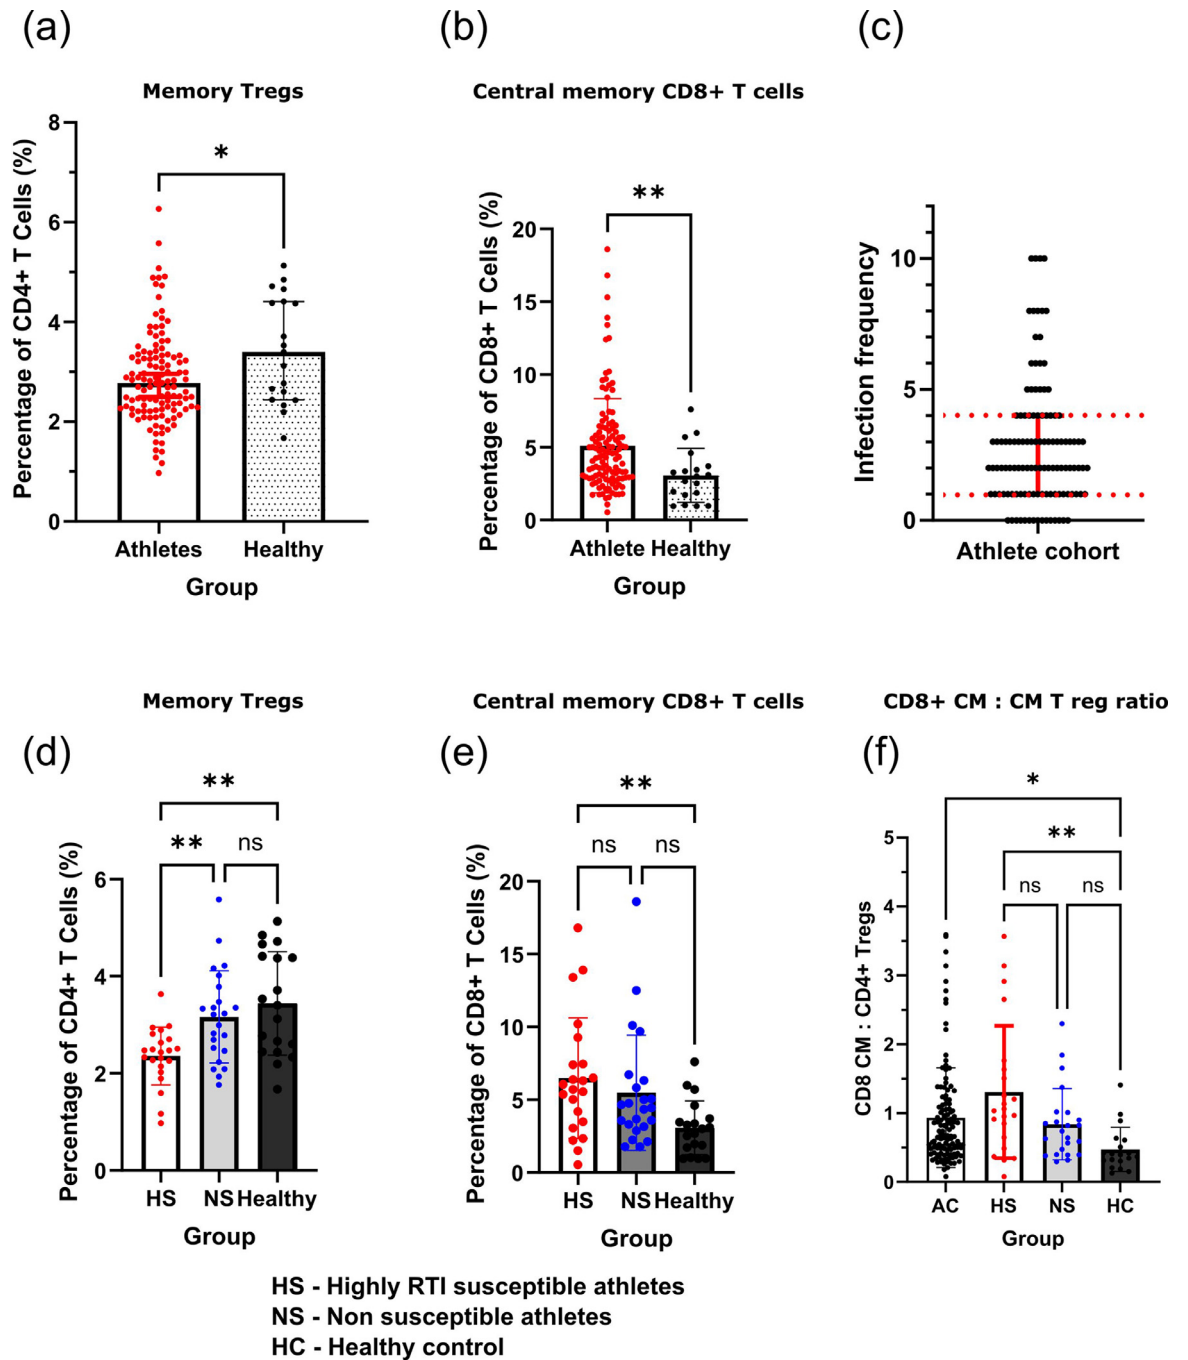 (a)
(b)
(c)
Memory Tregs
Central memory CD8+ T cells
Percentage of CD4+ T Cells (%)
8
6
4
2
0
*
Athletes
Healthy
Group
Percentage of CD8+ T Cells (%)
20
15
10
5
0
**
Athlete
Healthy
Group
Infection frequency
10
5
0
Athlete cohort
Memory Tregs
Central memory CD8+ T cells
CD8+ CM : CM T reg ratio
(d)
(e)
(f)
Percentage of CD4+ T Cells (%)
6
4
2
0
**
**
ns
HS
NS
Healthy
Group
Percentage of CD8+ T Cells (%)
20
15
10
5
0
**
ns
ns
HS
NS
Healthy
Group
CD8 CM : CD4+ Tregs
5
4
3
2
1
0
*
**
ns
ns
AC
HS
NS
HC
Group
HS - Highly RTI susceptible athletes
NS - Non susceptible athletes
HC - Healthy control